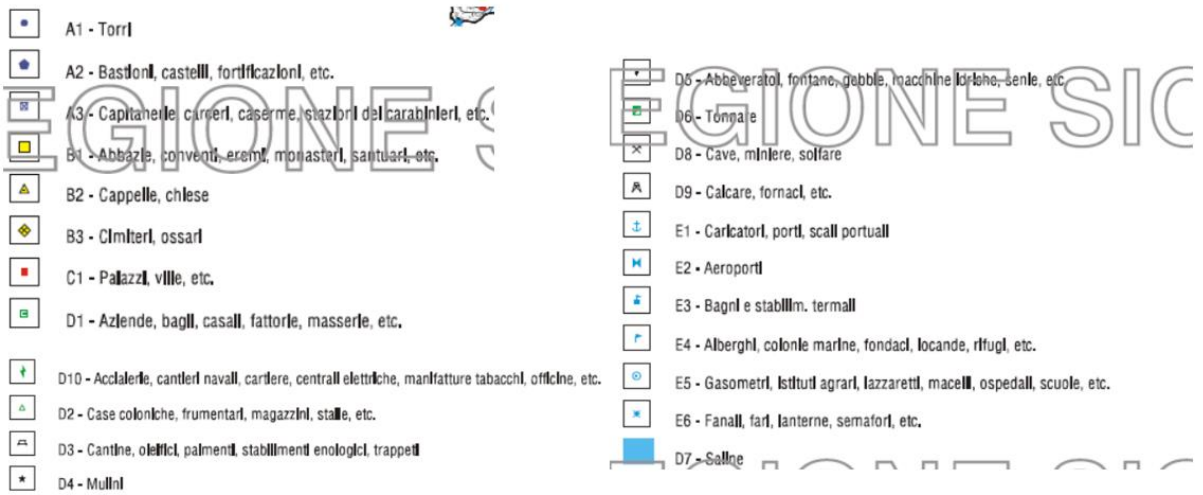 A1 - Torri
A2 - Bastioni, castelli, fortificazioni, etc.
A3 - Capitanerie, carceri, caserme, stazioni dei carabinieri, etc.
EGIONE S
B1 - Abbazie, conventi, eremi, monasteri, santuari, etc.
B2 - Cappelle, chiese
B3 - Cimiteri, ossari
C1 - Palazzi, ville, etc.
D1 - Aziende, bagli, casali, fattorie, masserie, etc.
D10 - Acciaierie, cantieri navali, cartiere, centrali elettriche, manifatture tabacchi, officine, etc.
D2 - Case coloniche, frumentari, magazzini, stalle, etc.
D3 - Cantine, oleifici, palmenti, stabilimenti enologici, trappeti
D4 - Mulini
D5 - Abbeveratoi, fontane, gebbie, macchine idriche, senie, etc.
EGIONE SIC
D6 - Tonnare
D8 - Cave, miniere, solfare
D9 - Calcare, fornaci, etc.
E1 - Caricatori, porti, scali portuali
E2 - Aeroporti
E3 - Bagni e stabilim. termali
E4 - Alberghi, colonie marine, fondaci, locande, rifugi, etc.
E5 - Gasometri, istituti agrari, lazzaretti, macelli, ospedali, scuole, etc.
E6 - Fanali, fari, lanterne, semafori, etc.
D7 - Saline
EGIONE SIC